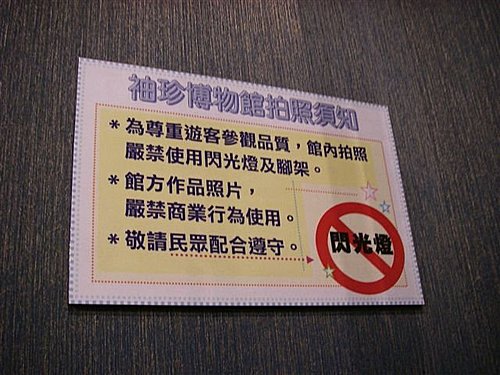 袖珍博物館拍照須知
* 為尊重遊客參觀品質，館內拍照
嚴禁使用閃光燈及腳架。
* 館方作品照片，
嚴禁商業行為使用。
* 敬請民眾配合遵守。
閃光燈